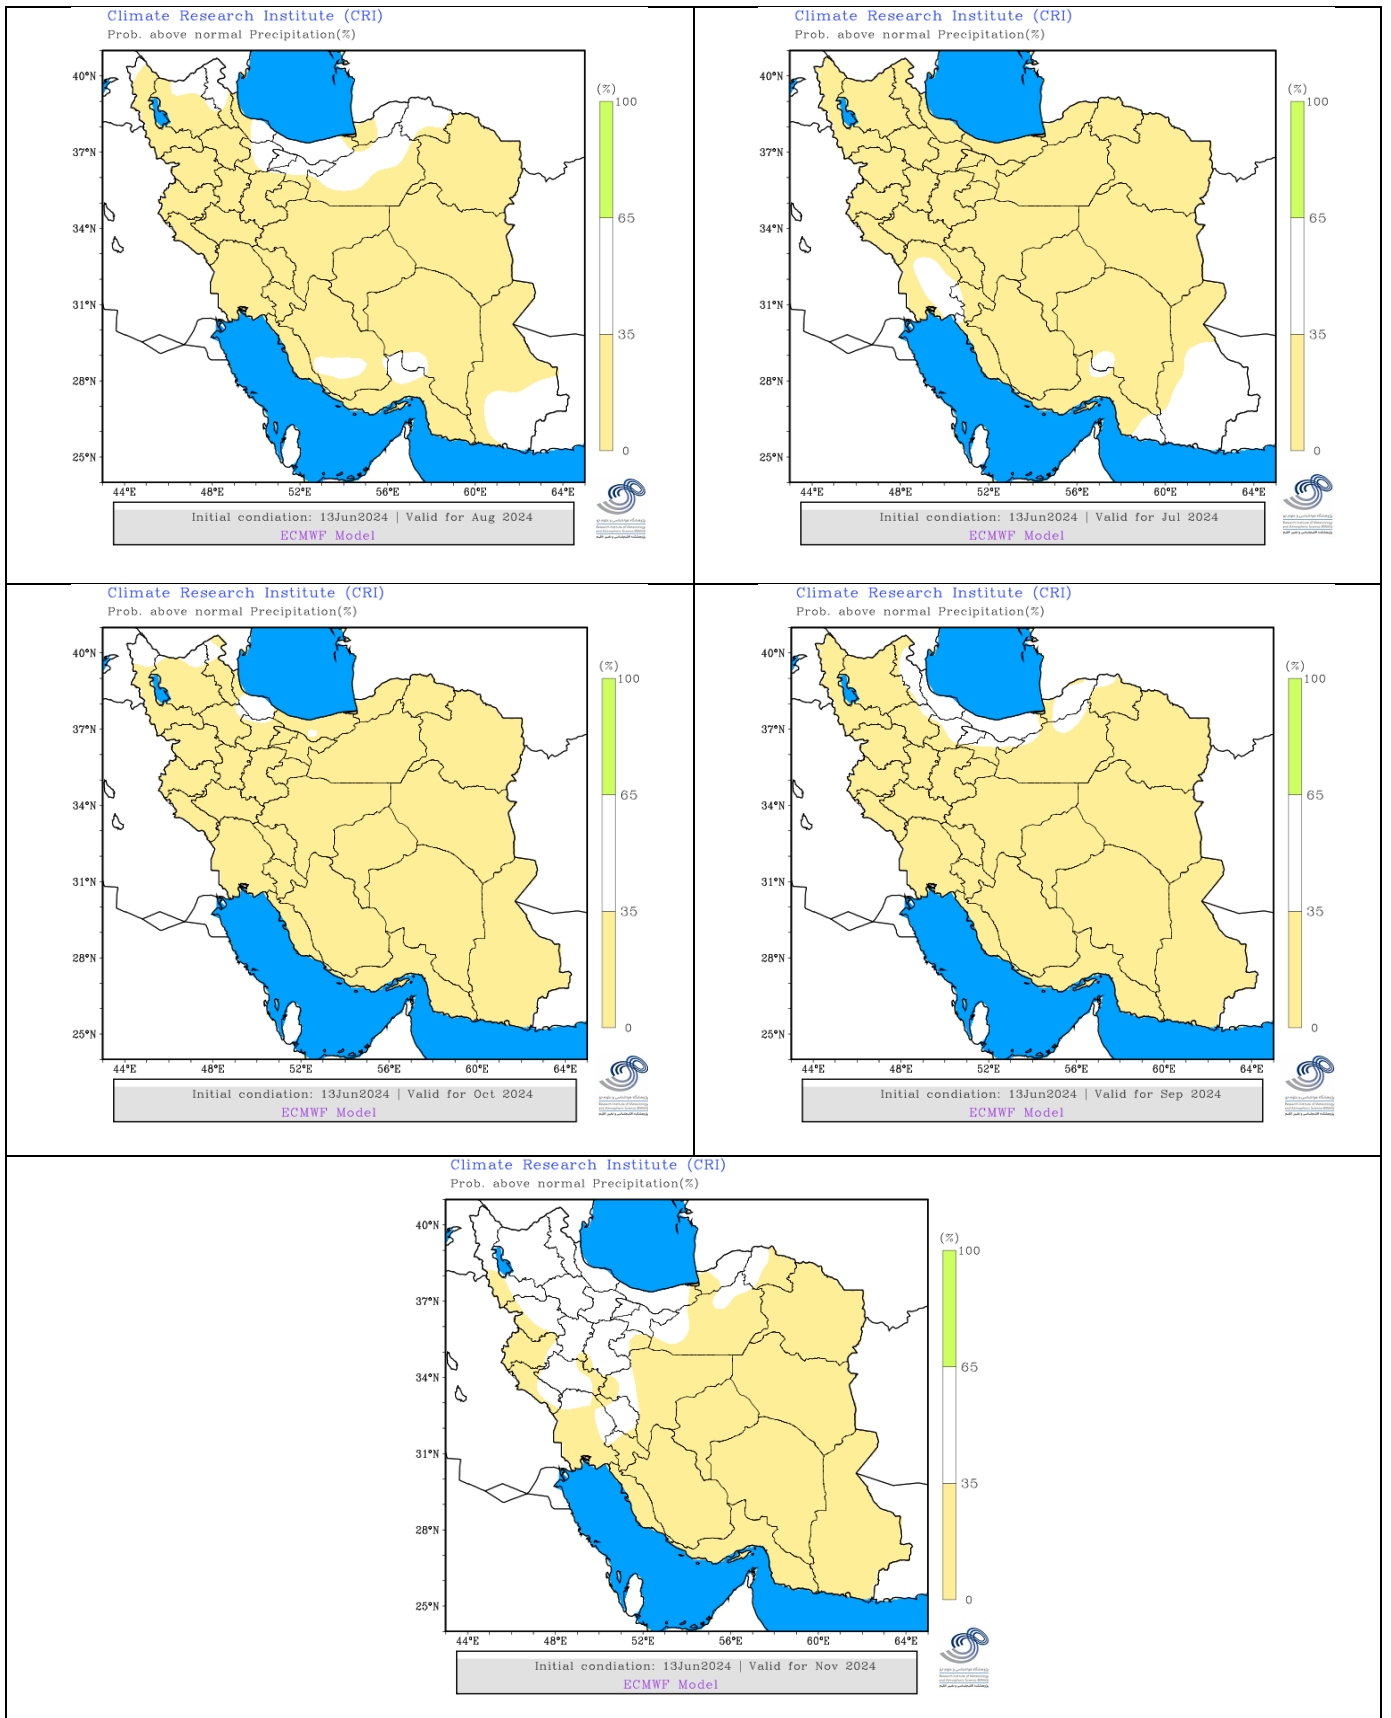 Climate Research Institute (CRI)
Prob. above normal Precipitation(%)
40°N
37°N
34°N
31°N
28°N
25°N
44°E 48°E 52°E 56°E 60°E 64°E
(%)
100
65
35
0
Initial condiation: 13Jun2024 | Valid for Aug 2024
ECMWF Model
Climate Research Institute (CRI)
Prob. above normal Precipitation(%)
40°N
37°N
34°N
31°N
28°N
25°N
44°E 48°E 52°E 56°E 60°E 64°E
(%)
100
65
35
0
Initial condiation: 13Jun2024 | Valid for Jul 2024
ECMWF Model
Climate Research Institute (CRI)
Prob. above normal Precipitation(%)
40°N
37°N
34°N
31°N
28°N
25°N
44°E 48°E 52°E 56°E 60°E 64°E
(%)
100
65
35
0
Initial condiation: 13Jun2024 | Valid for Oct 2024
ECMWF Model
Climate Research Institute (CRI)
Prob. above normal Precipitation(%)
40°N
37°N
34°N
31°N
28°N
25°N
44°E 48°E 52°E 56°E 60°E 64°E
(%)
100
65
35
0
Initial condiation: 13Jun2024 | Valid for Sep 2024
ECMWF Model
Climate Research Institute (CRI)
Prob. above normal Precipitation(%)
40°N
37°N
34°N
31°N
28°N
25°N
44°E 48°E 52°E 56°E 60°E 64°E
(%)
100
65
35
0
Initial condiation: 13Jun2024 | Valid for Nov 2024
ECMWF Model